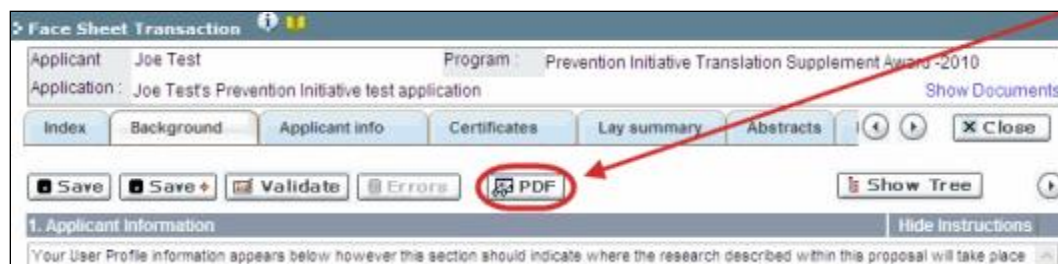 Face Sheet Transaction
Applicant Joe Test Program : Prevention Initiative Translation Supplement Award -2010
Application : Joe Test's Prevention Initiative test application Show Documents
Index Background Applicant info Certificates Lay summary Abstracts X Close
Save Save Validate Errors PDF Show Tree
1. Applicant Information Hide Instructions
Your User Profile information appears below however this section should indicate where the research described within this proposal will take place